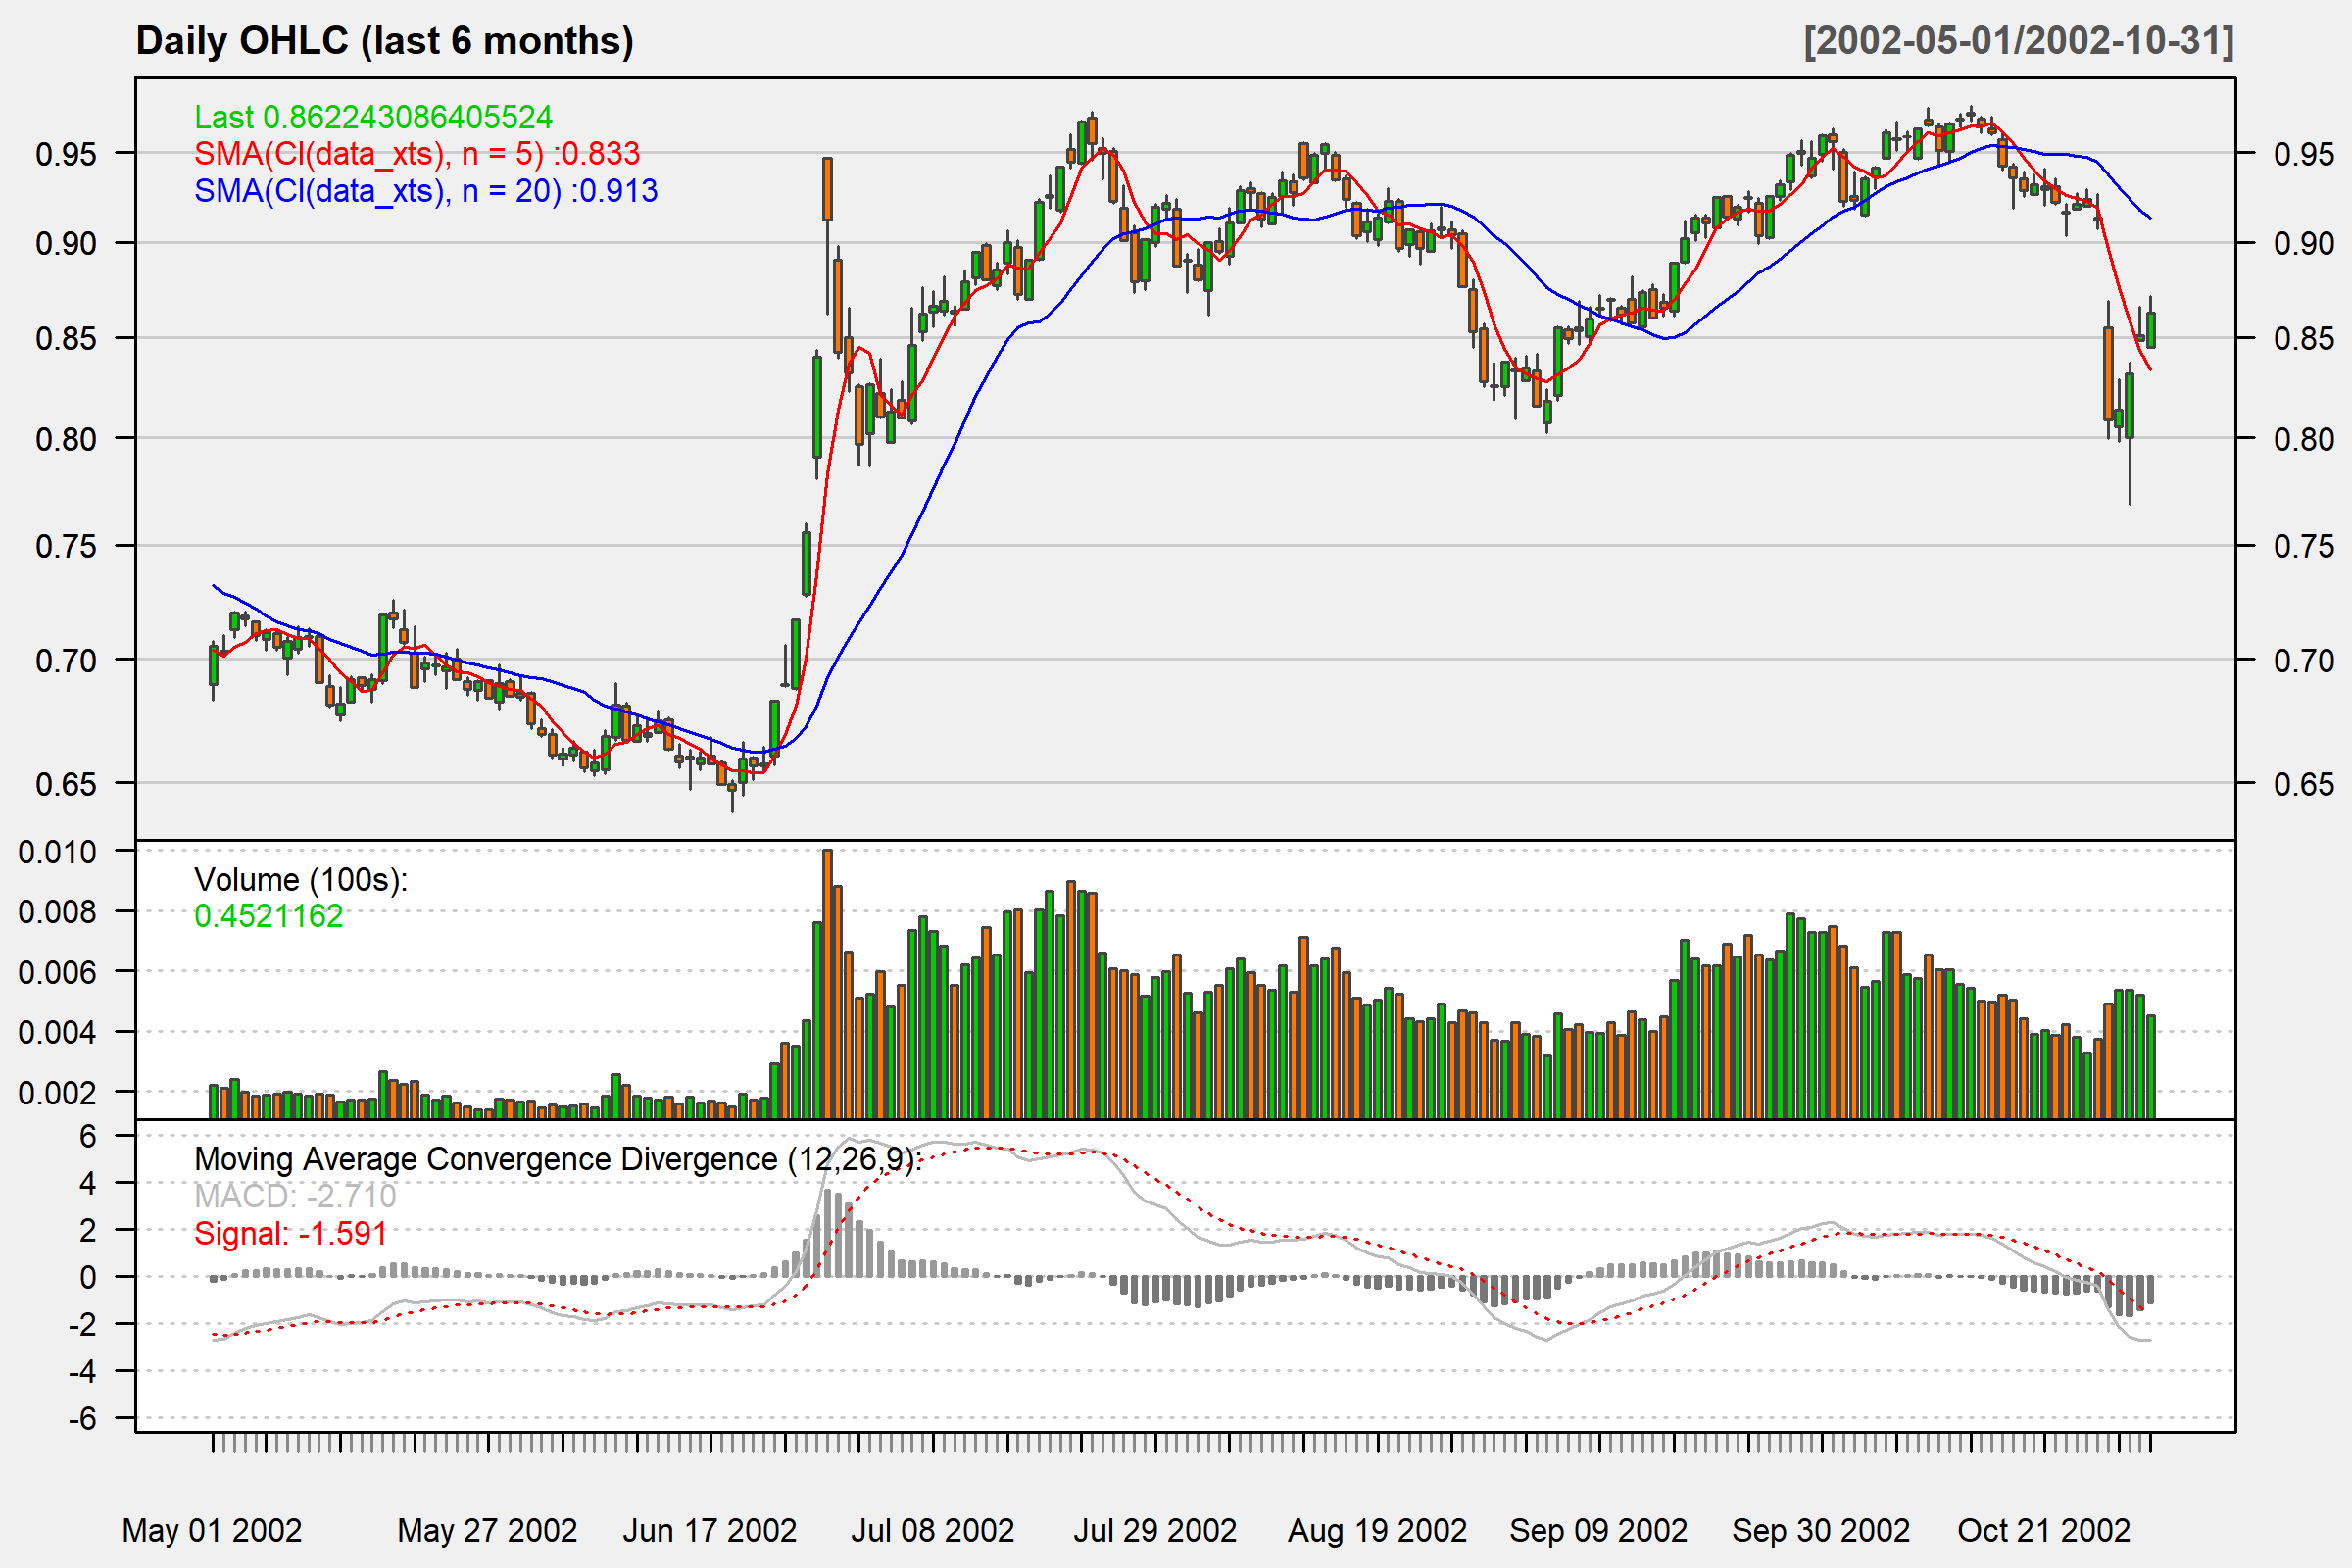 Daily OHLC (last 6 months)
[2002-05-01/2002-10-31]
Last 0.862243086405524
SMA(Cl(data_xts), n = 5) :0.833
SMA(Cl(data_xts), n = 20) :0.913
0.95
0.90
0.85
0.80
0.75
0.70
0.65
0.95
0.90
0.85
0.80
0.75
0.70
0.65
Volume (100s):
0.4521162
0.010
0.008
0.006
0.004
0.002
Moving Average Convergence Divergence (12,26,9):
MACD: -2.710
Signal: -1.591
6
4
2
0
-2
-4
-6
May 01 2002
May 27 2002
Jun 17 2002
Jul 08 2002
Jul 29 2002
Aug 19 2002
Sep 09 2002
Sep 30 2002
Oct 21 2002